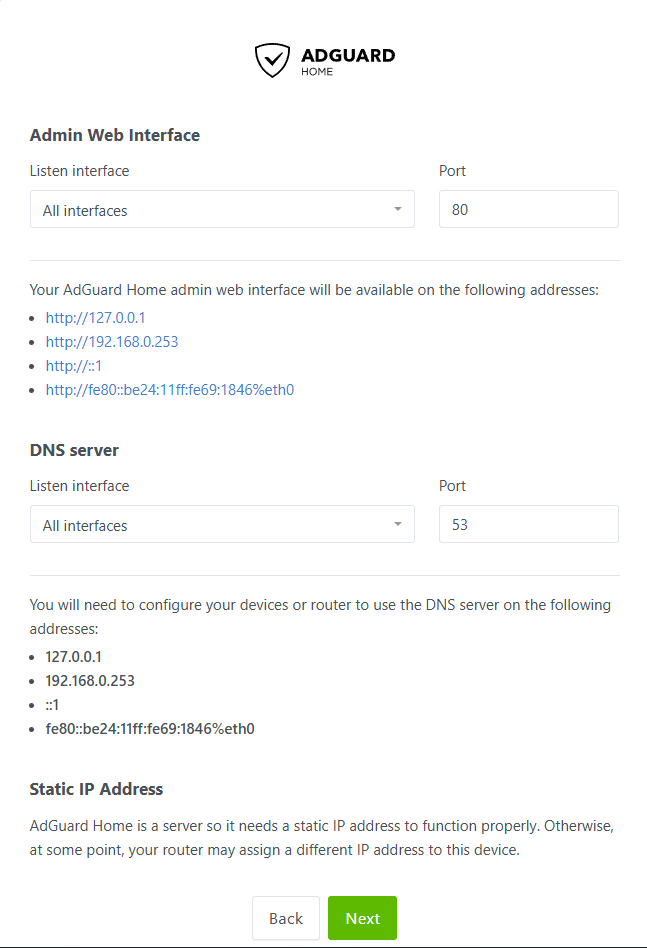 ADGUARD
HOME
Admin Web Interface
Listen interface
Port
All interfaces
80
Your AdGuard Home admin web interface will be available on the following addresses:
http://127.0.0.1
http://192.168.0.253
http://::1
http://fe80::be24:11ff:fe69:1846%eth0
DNS server
Listen interface
Port
All interfaces
53
You will need to configure your devices or router to use the DNS server on the following
addresses:
127.0.0.1
192.168.0.253
::1
fe80::be24:11ff:fe69:1846%eth0
Static IP Address
AdGuard Home is a server so it needs a static IP address to function properly. Otherwise,
at some point, your router may assign a different IP address to this device.
Back
Next